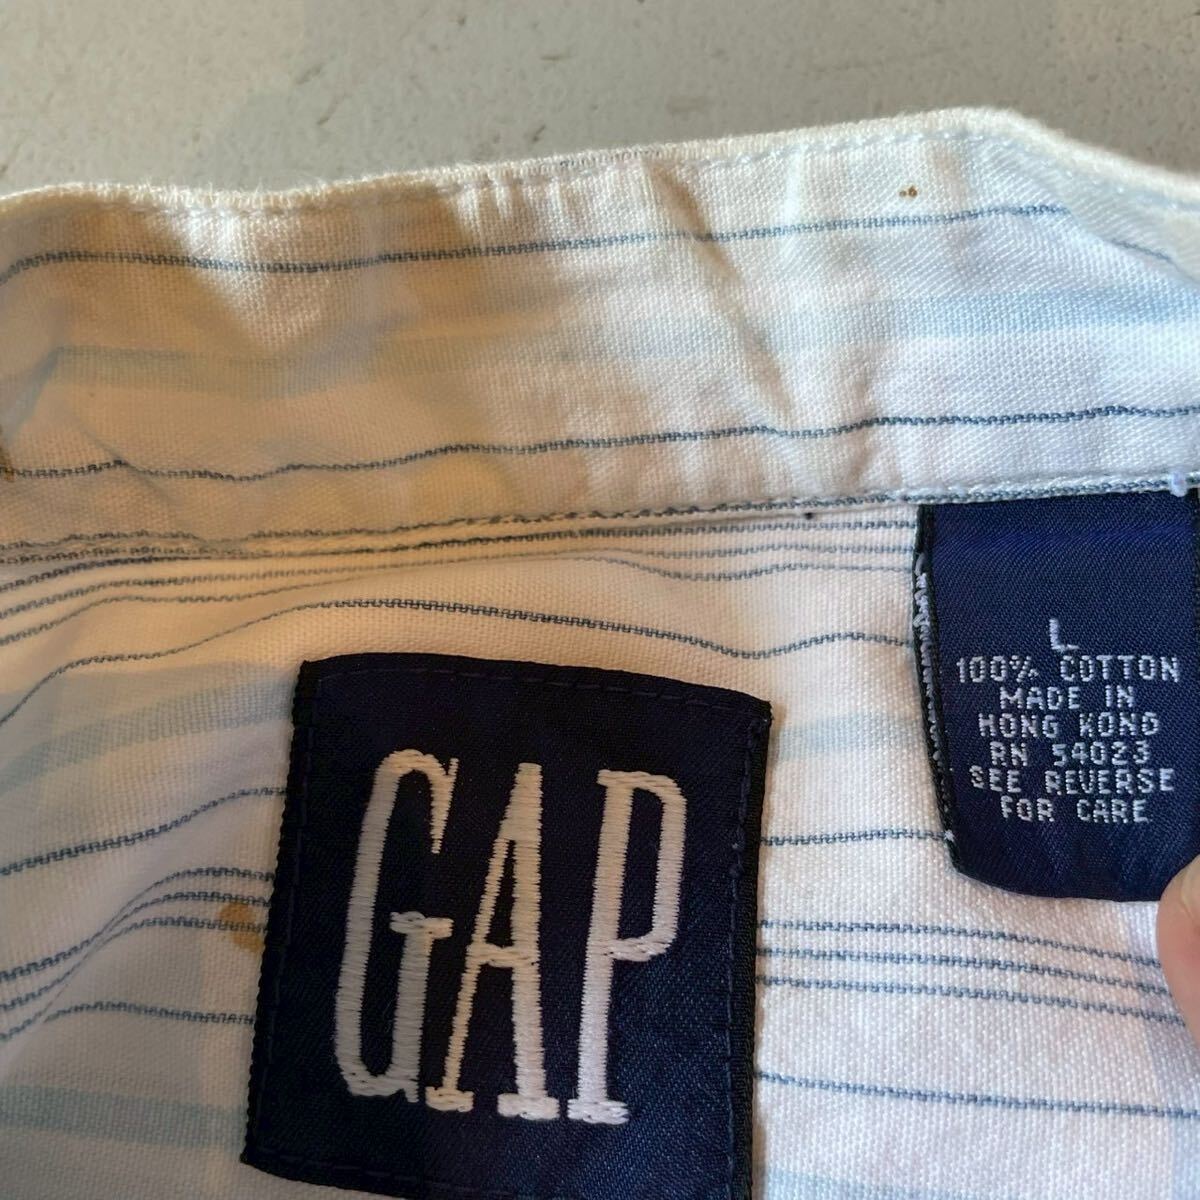 GAP
L
100% COTTON
MADE IN
HONG KONG
RN 54023
SEE REVERSE
FOR CARE